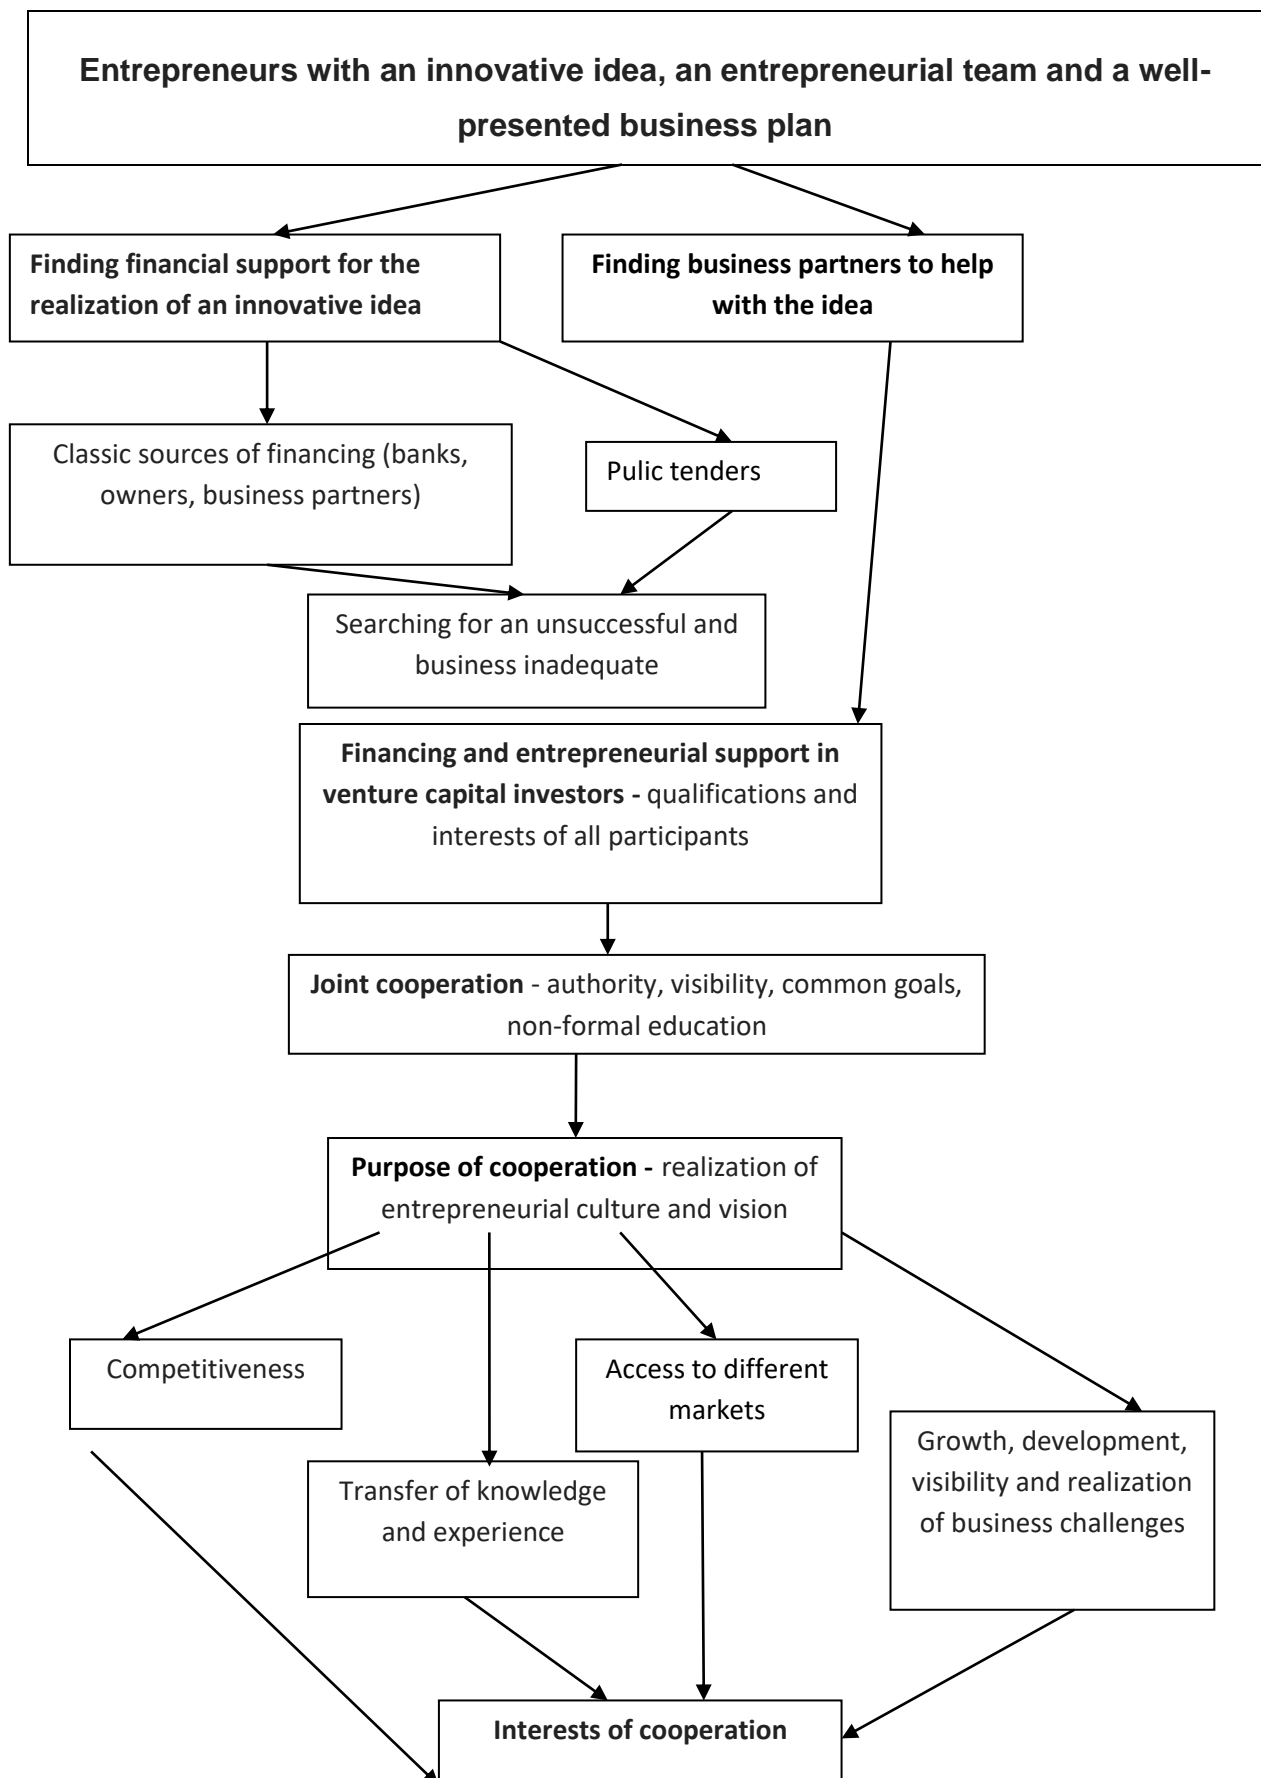 Entrepreneurs with an innovative idea, an entrepreneurial team and a well-
presented business plan
Finding financial support for the
realization of an innovative idea
Finding business partners to help
with the idea
Classic sources of financing (banks,
owners, business partners)
Pulic tenders
Searching for an unsuccessful and
business inadequate
Financing and entrepreneurial support in
venture capital investors - qualifications and
interests of all participants
Joint cooperation - authority, visibility, common goals,
non-formal education
Purpose of cooperation - realization of
entrepreneurial culture and vision
Competitiveness
Access to different
markets
Growth, development,
visibility and realization
of business challenges
Transfer of knowledge
and experience
Interests of cooperation